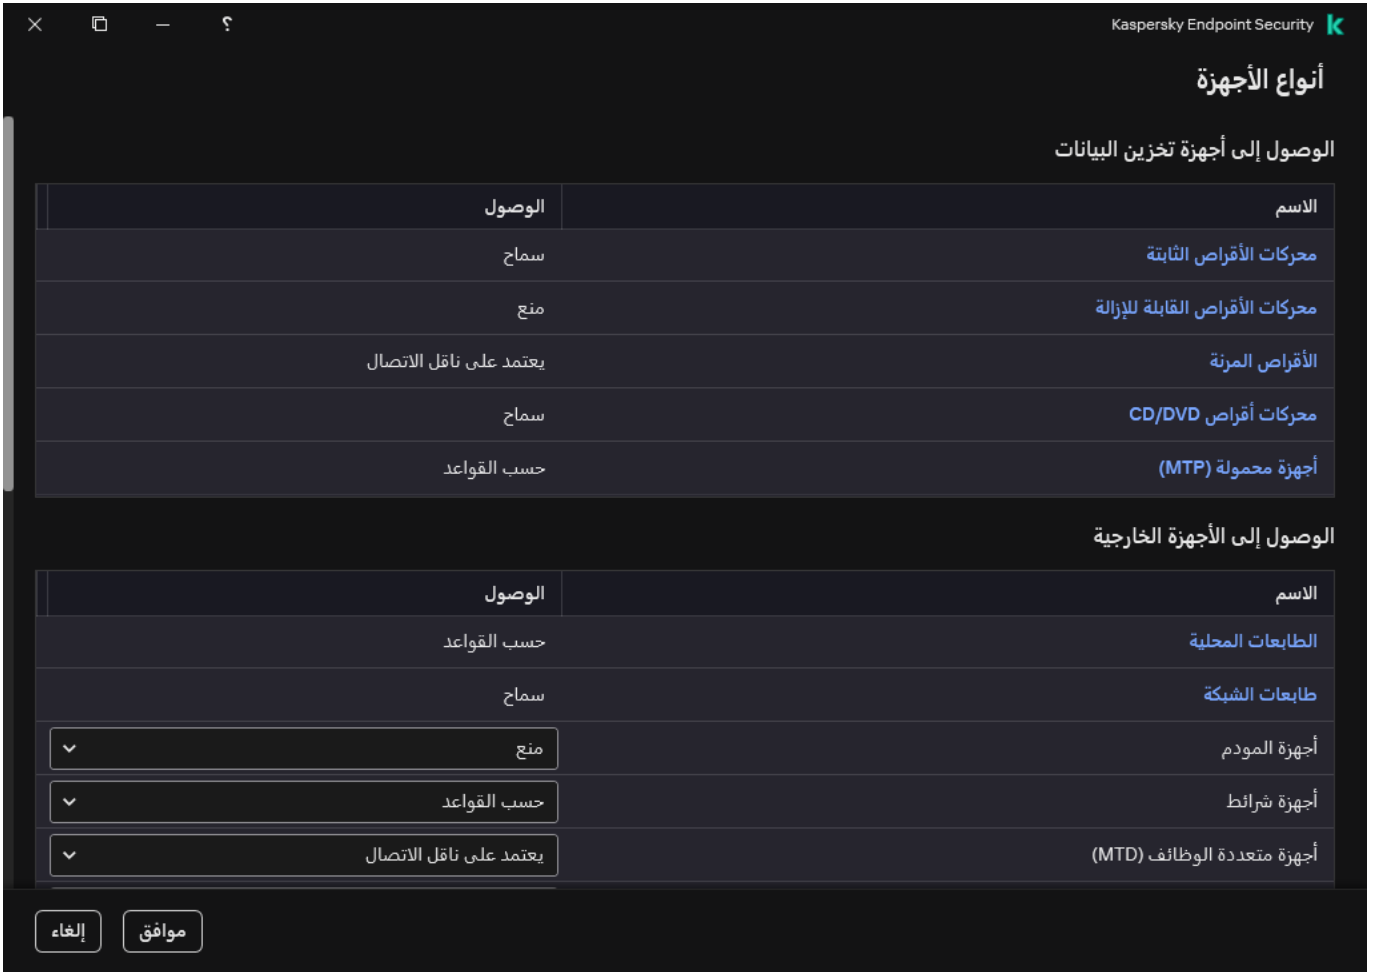 Kaspersky Endpoint Security
؟
أنواع الأجهزة
الوصول إلى أجهزة تخزين البيانات
الاسم الوصول
محركات الأقراص الثابتة سماح
محركات الأقراص القابلة للإزالة منع
الأقراص المرنة يعتمد على ناقل الاتصال
محركات أقراص CD/DVD سماح
أجهزة محمولة (MTP) حسب القواعد
الوصول إلى الأجهزة الخارجية
الاسم الوصول
الطابعات المحلية حسب القواعد
طابعات الشبكة سماح
أجهزة المودم منع
أجهزة شرائط حسب القواعد
أجهزة متعددة الوظائف (MTD) يعتمد على ناقل الاتصال
موافق إلغاء